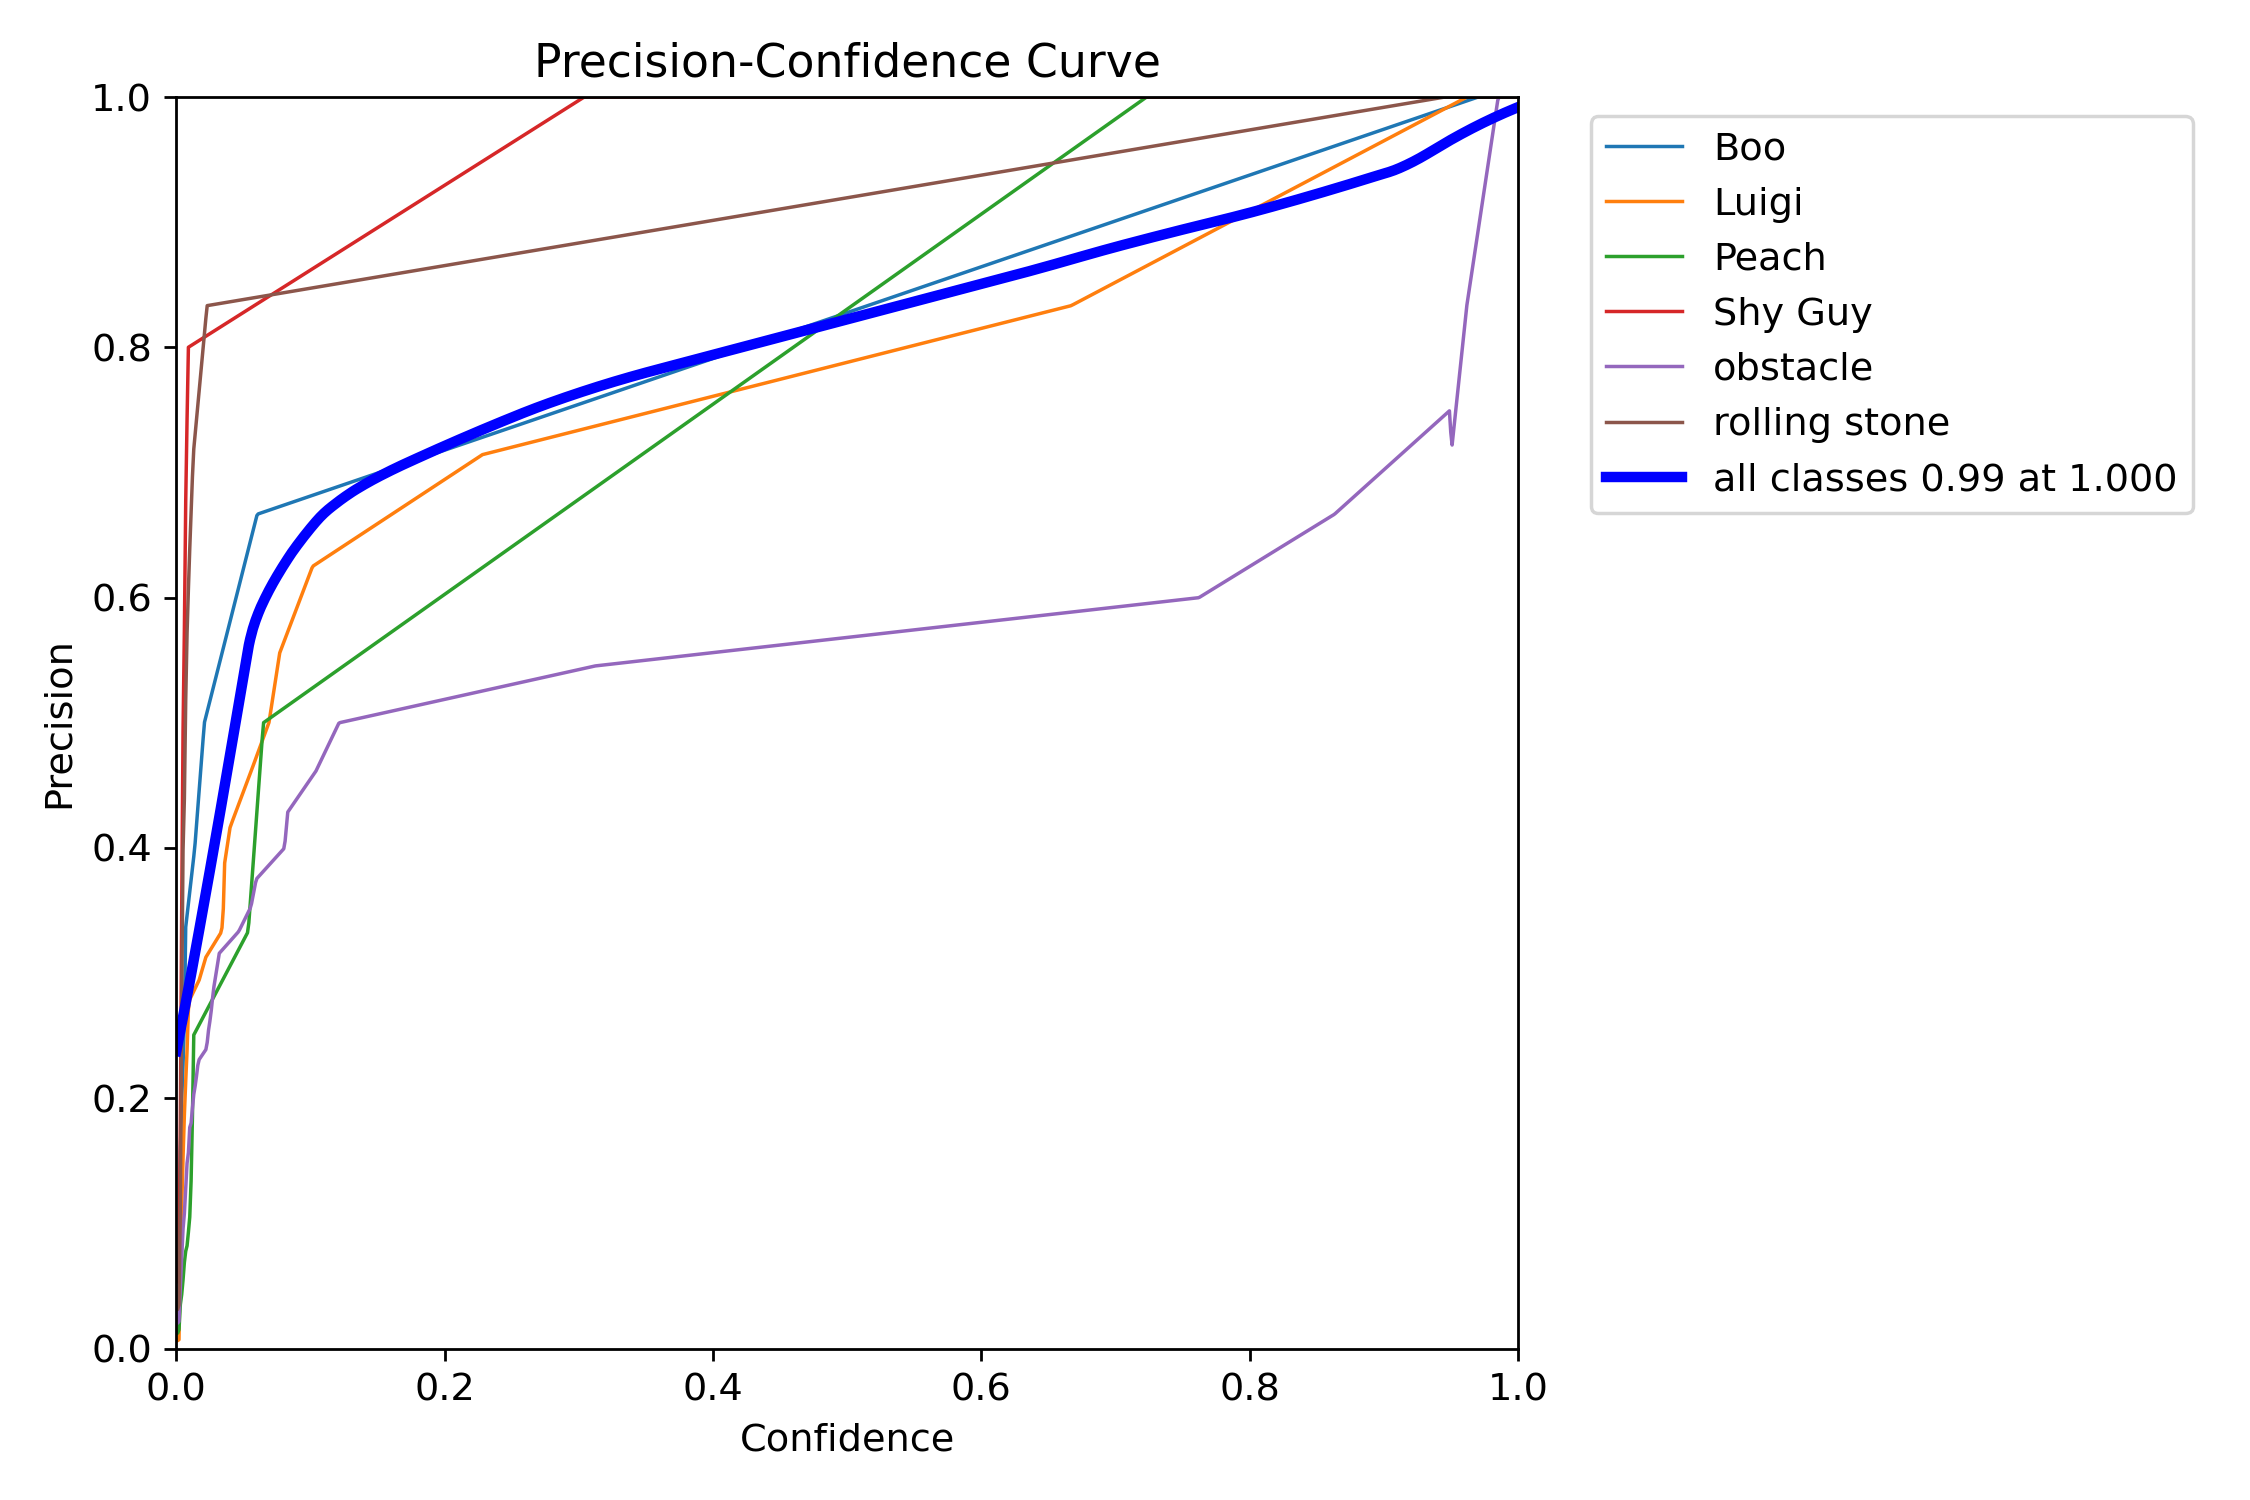 Precision-Confidence Curve
1.0
0.8
0.6
0.4
0.2
0.0
Precision
0.0 0.2 0.4 0.6 0.8 1.0
Confidence
Boo
Luigi
Peach
Shy Guy
obstacle
rolling stone
all classes 0.99 at 1.000